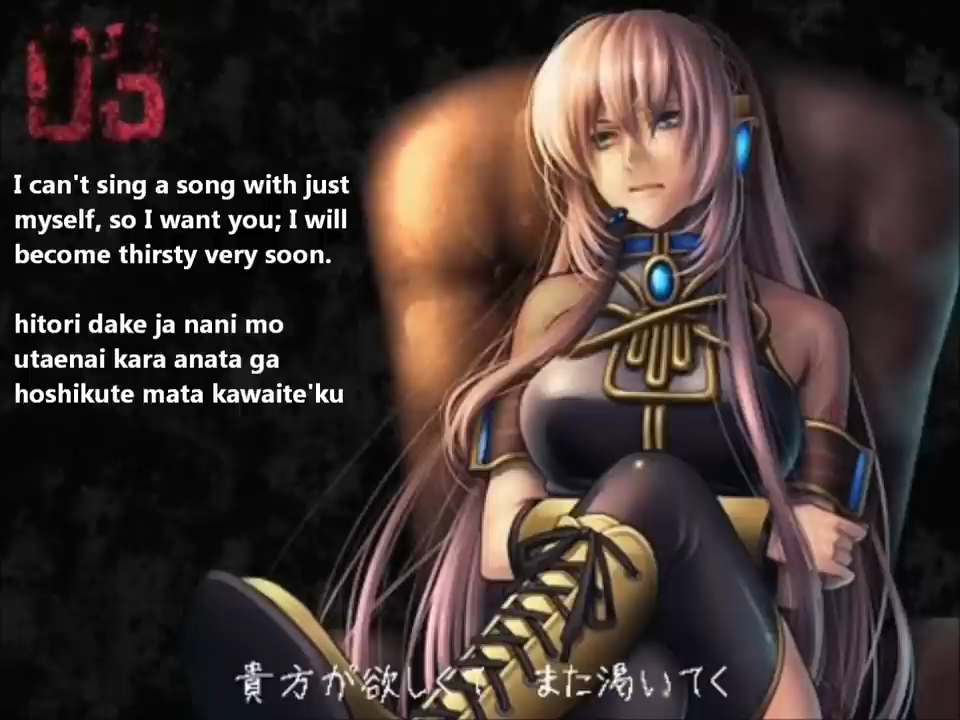 03
I can't sing a song with just
myself, so I want you; I will
become thirsty very soon.
hitori dake ja nani mo
utaenai kara anata ga
hoshikute mata kawaite'ku
貴方が欲しくて また渇いてく